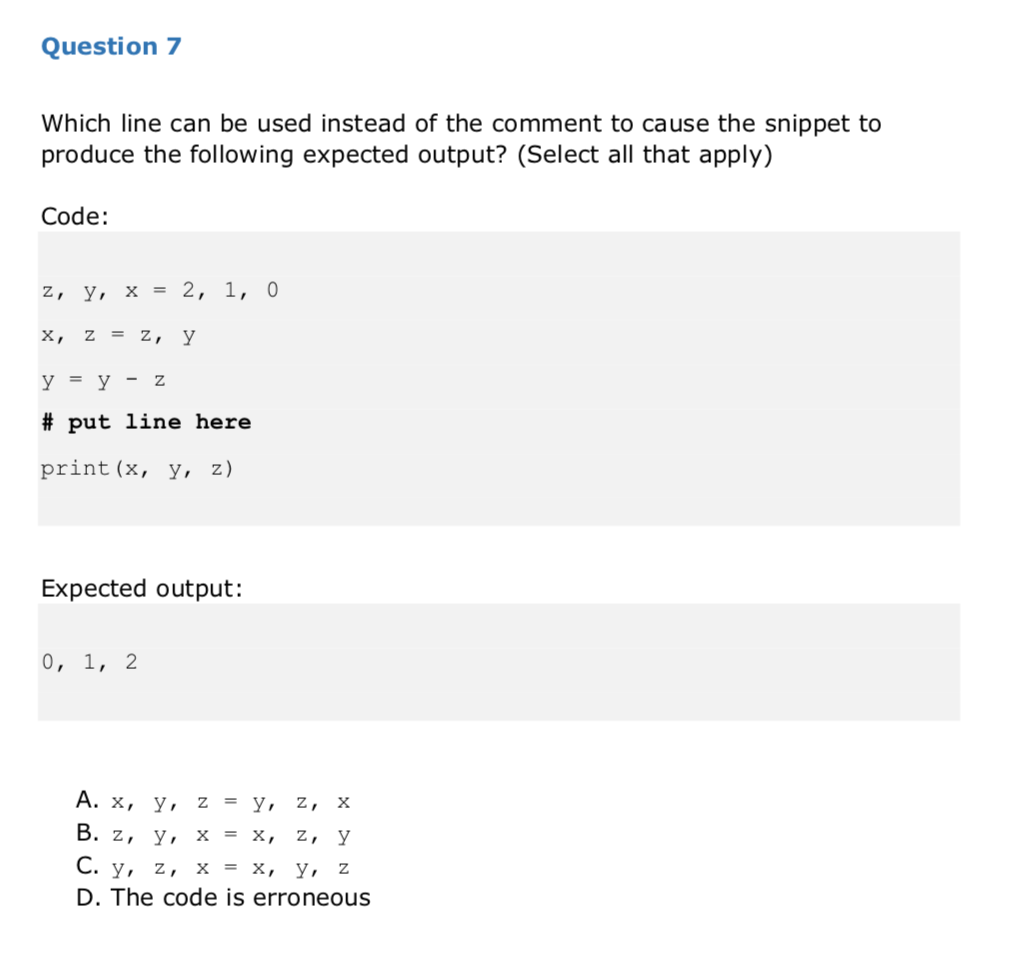 Question 7
Which line can be used instead of the comment to cause the snippet to
produce the following expected output? (Select all that apply)
Code:
z, y, x = 2, 1, 0
x, z = z, y
y = y - z
# put line here
print(x, y, z)
Expected output:
0, 1, 2
A. x, y, z = y, z, x
B. z, y, x = x, z, y
C. y, z, x = x, y, z
D. The code is erroneous